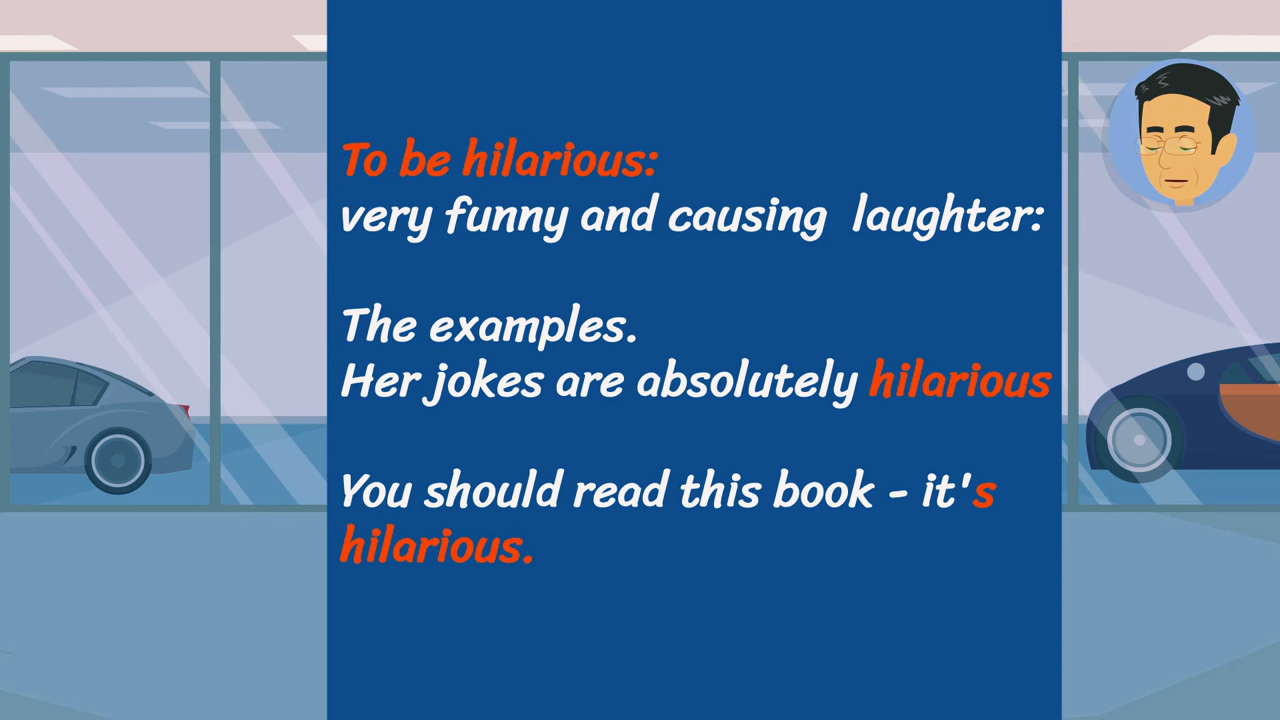 To be hilarious:
very funny and causing laughter:
The examples.
Her jokes are absolutely hilarious
You should read this book - it's
hilarious.